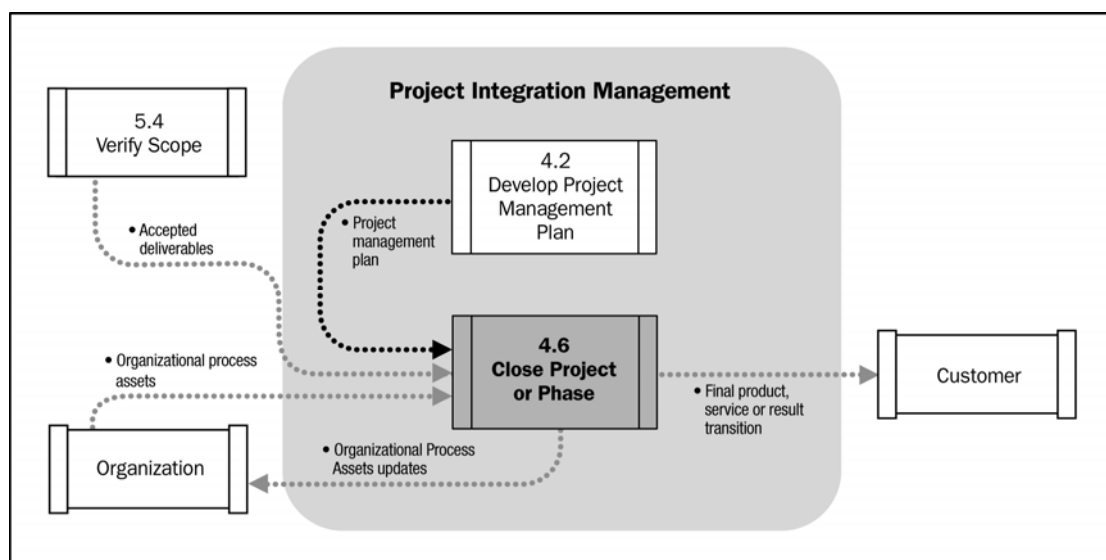 Project Integration Management
5.4
Verify Scope
4.2
Develop Project
Management
Plan
• Accepted
deliverables
• Project
management
plan
4.6
Close Project
or Phase
• Organizational process
assets
Customer
• Final product,
service or result
transition
Organization
• Organizational Process
Assets updates